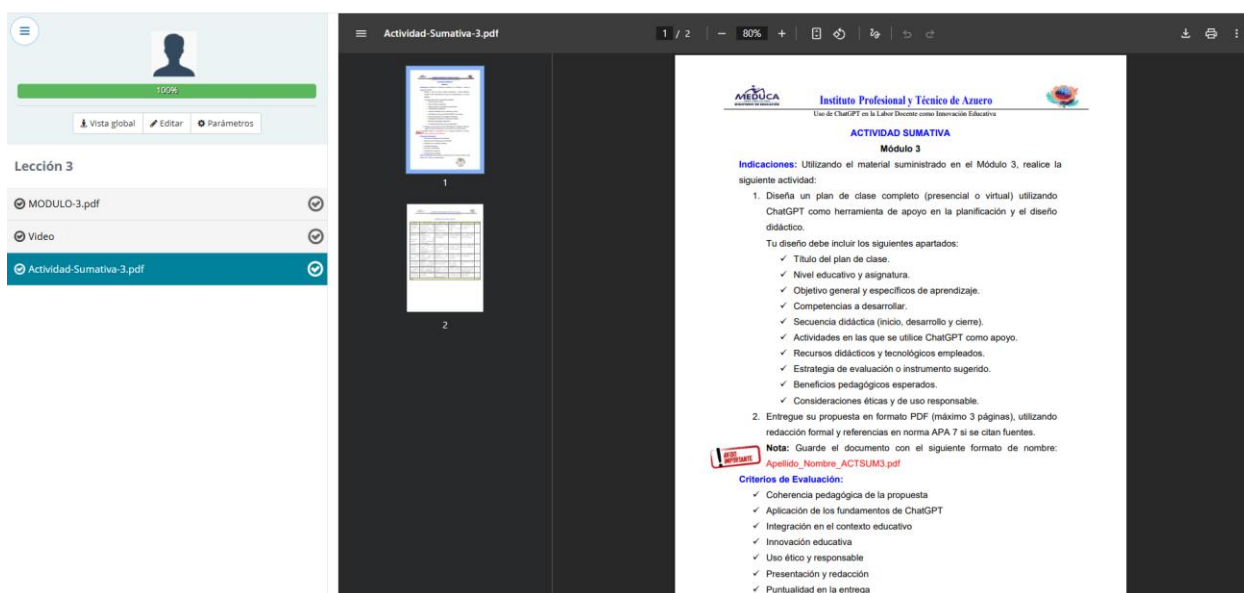 100%
Vista global
Editar
Parámetros
Lección 3
MODULO-3.pdf
Video
Actividad-Sumativa-3.pdf
Actividad-Sumativa-3.pdf
1 / 2
80%
1
2
MEDUCA
MINISTERIO DE EDUCACIÓN
Instituto Profesional y Técnico de Azuero
Uso de ChatGPT en la Labor Docente como Innovación Educativa
ACTIVIDAD SUMATIVA
Módulo 3
Indicaciones: Utilizando el material suministrado en el Módulo 3, realice la
siguiente actividad:
1. Diseña un plan de clase completo (presencial o virtual) utilizando
ChatGPT como herramienta de apoyo en la planificación y el diseño
didáctico.
Tu diseño debe incluir los siguientes apartados:
✓ Título del plan de clase.
✓ Nivel educativo y asignatura.
✓ Objetivo general y específicos de aprendizaje.
✓ Competencias a desarrollar.
✓ Secuencia didáctica (inicio, desarrollo y cierre).
✓ Actividades en las que se utilice ChatGPT como apoyo.
✓ Recursos didácticos y tecnológicos empleados.
✓ Estrategia de evaluación o instrumento sugerido.
✓ Beneficios pedagógicos esperados.
✓ Consideraciones éticas y de uso responsable.
2. Entregue su propuesta en formato PDF (máximo 3 páginas), utilizando
redacción formal y referencias en norma APA 7 si se citan fuentes.
Nota: Guarde el documento con el siguiente formato de nombre:
AVISO
IMPORTANTE
Apellido_Nombre_ACTSUM3.pdf
Criterios de Evaluación:
✓ Coherencia pedagógica de la propuesta
✓ Aplicación de los fundamentos de ChatGPT
✓ Integración en el contexto educativo
✓ Innovación educativa
✓ Uso ético y responsable
✓ Presentación y redacción
✓ Puntualidad en la entrega